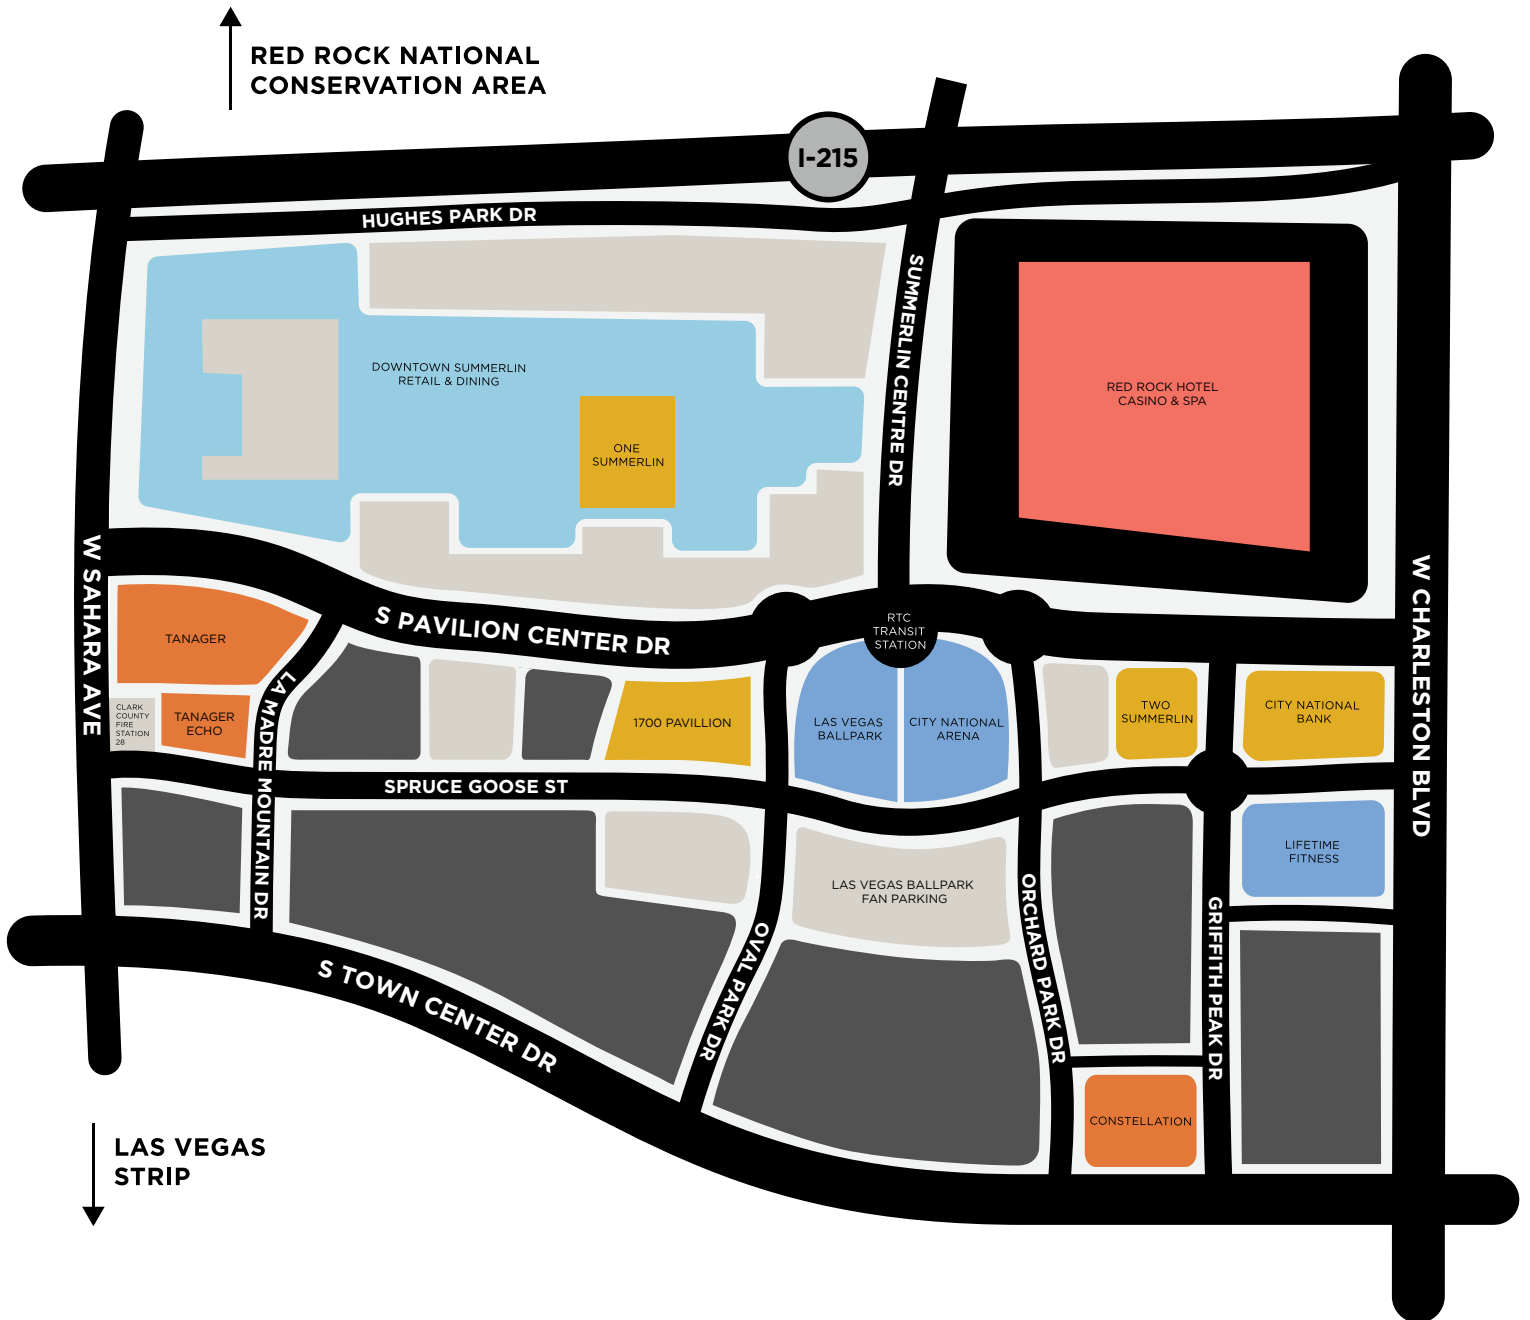 RED ROCK NATIONAL
CONSERVATION AREA
I-215
HUGHES PARK DR
SUMMERLIN CENTRE DR
DOWNTOWN SUMMERLIN
RETAIL & DINING
RED ROCK HOTEL
CASINO & SPA
ONE
SUMMERLIN
W SAHARA AVE
W CHARLESTON BLVD
S PAVILION CENTER DR
RTC
TRANSIT
STATION
TANAGER
LA MADRE MOUNTAIN DR
CLARK
COUNTY
FIRE
STATION
28
TANAGER
ECHO
1700 PAVILLION
LAS VEGAS
BALLPARK
CITY NATIONAL
ARENA
TWO
SUMMERLIN
CITY NATIONAL
BANK
SPRUCE GOOSE ST
LIFETIME
FITNESS
LAS VEGAS BALLPARK
FAN PARKING
OVAL PARK DR
ORCHARD PARK DR
GRIFFITH PEAK DR
S TOWN CENTER DR
CONSTELLATION
LAS VEGAS
STRIP